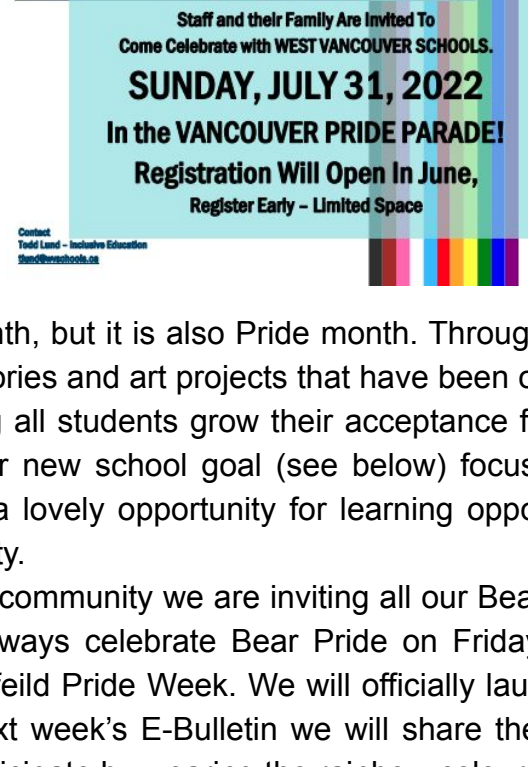 Staff and their Family Are Invited To
Come Celebrate with WEST VANCOUVER SCHOOLS.
SUNDAY, JULY 31, 2022
In the VANCOUVER PRIDE PARADE!
Registration Will Open In June,
Register Early – Limited Space
Contact
Todd Lund – Inclusive Education
tlund@wvschools.ca
nth, but it is also Pride month. Throug
ories and art projects that have been c
g all students grow their acceptance f
r new school goal (see below) focus
a lovely opportunity for learning oppo
ty.
community we are inviting all our Bea
ways celebrate Bear Pride on Friday
feild Pride Week. We will officially lau
xt week's E-Bulletin we will share the